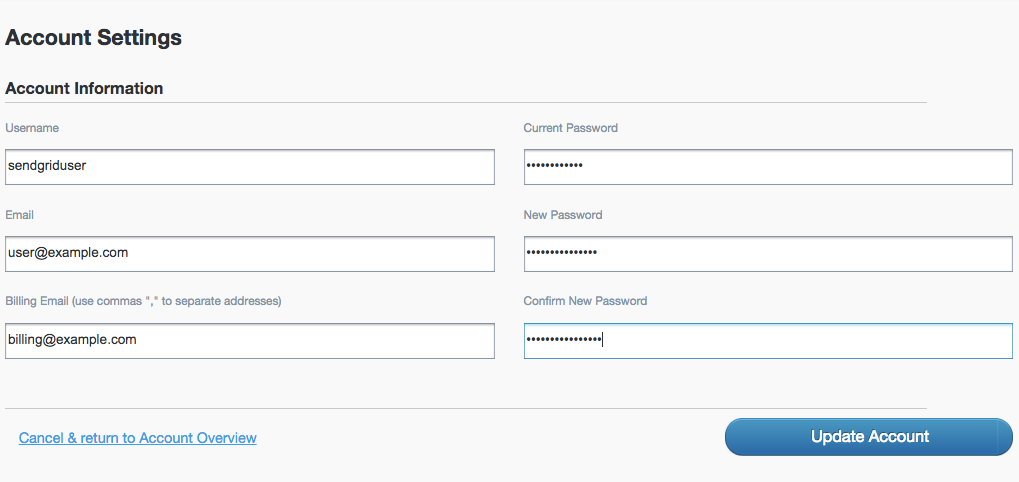 Account Settings
Account Information
Username
Current Password
sendgriduser
••••••••••••
Email
New Password
user@example.com
•••••••••••••••
Billing Email (use commas "," to separate addresses)
Confirm New Password
billing@example.com
••••••••••••••••
Cancel & return to Account Overview
Update Account